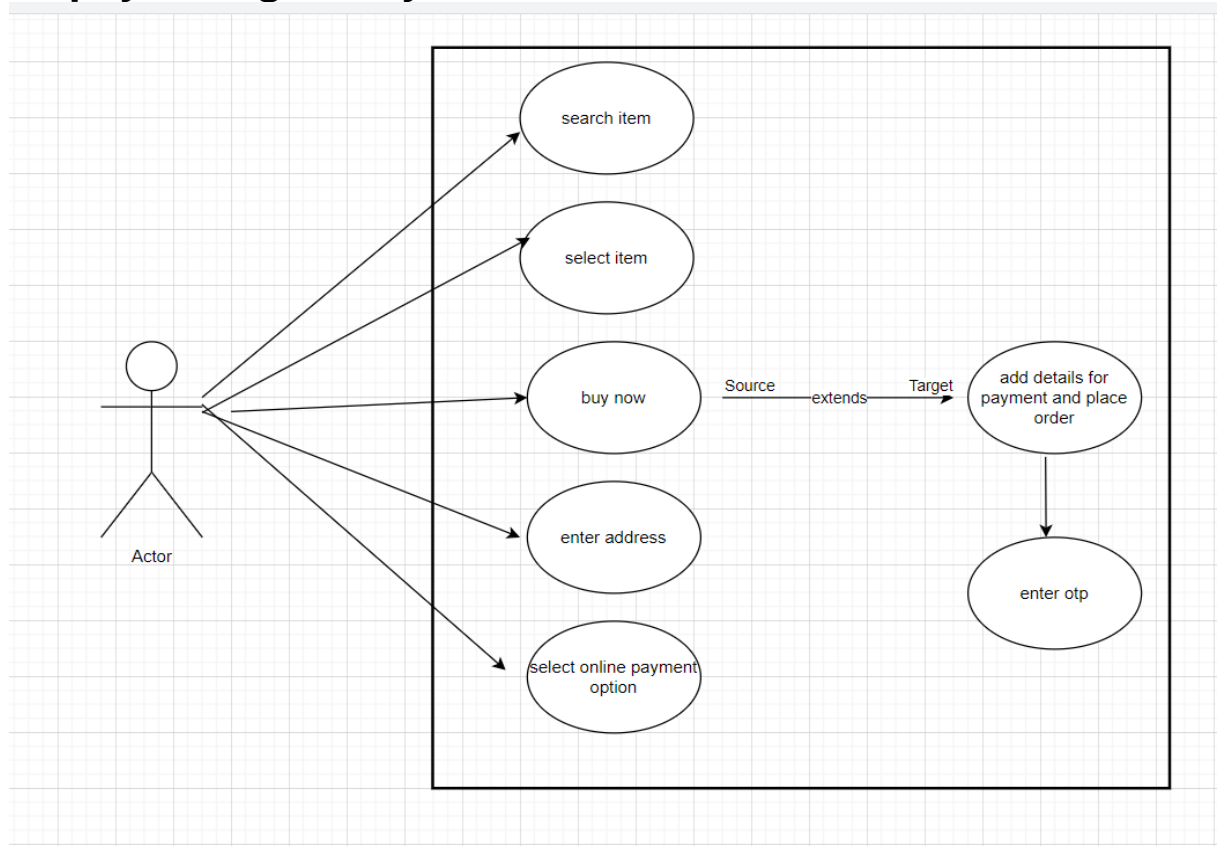 search item
select item
buy now
Source
extends
Target
add details for
payment and place
order
enter address
Actor
enter otp
select online payment
option